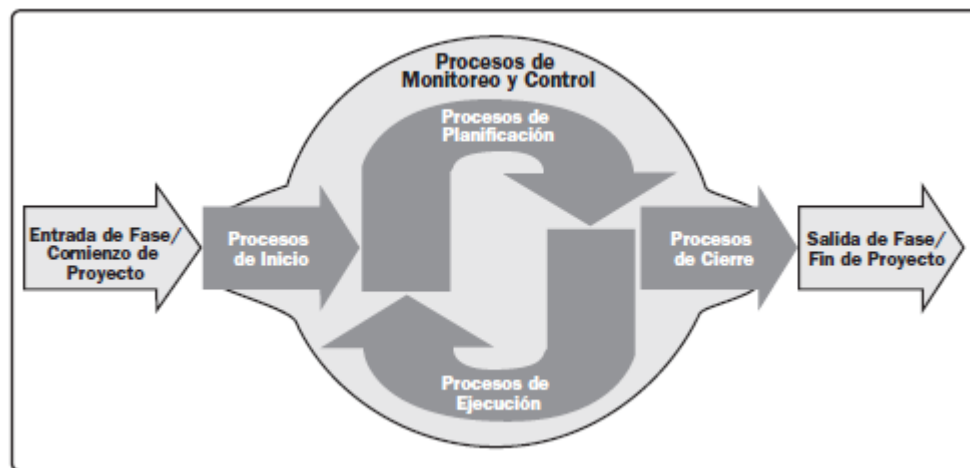 Procesos de
Monitoreo y Control
Procesos de
Planificación
Entrada de Fase/
Comienzo de
Proyecto
Procesos
de Inicio
Procesos
de Cierre
Salida de Fase/
Fin de Proyecto
Procesos de
Ejecución